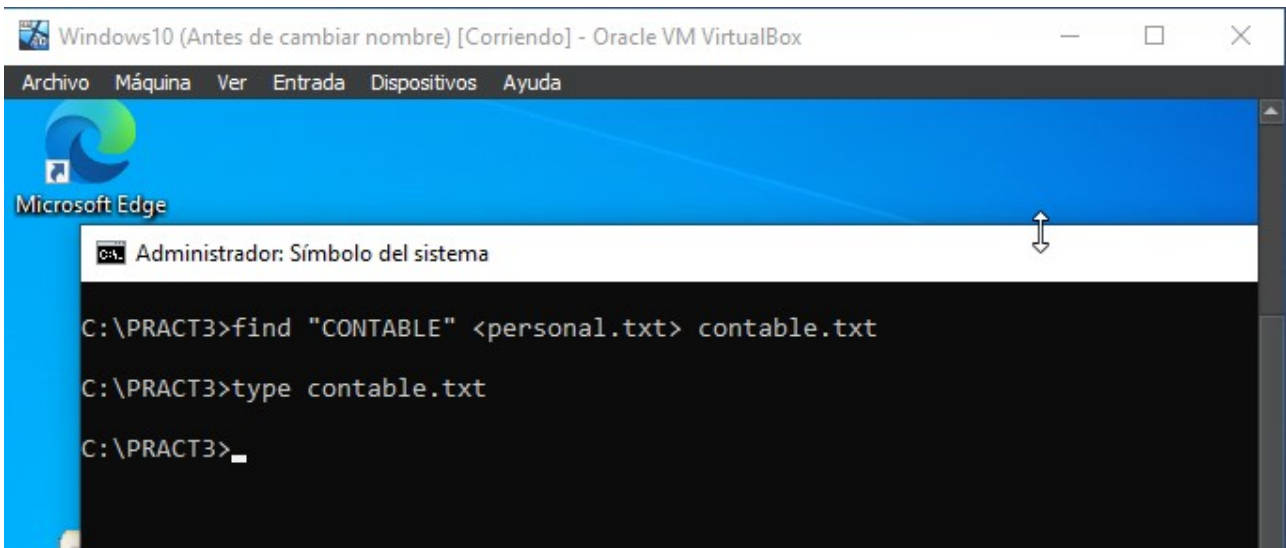 Windows10 (Antes de cambiar nombre) [Corriendo] - Oracle VM VirtualBox
Archivo Máquina Ver Entrada Dispositivos Ayuda
Microsoft Edge
Administrador: Símbolo del sistema
C:\PRACT3>find "CONTABLE" <personal.txt> contable.txt
C:\PRACT3>type contable.txt
C:\PRACT3>